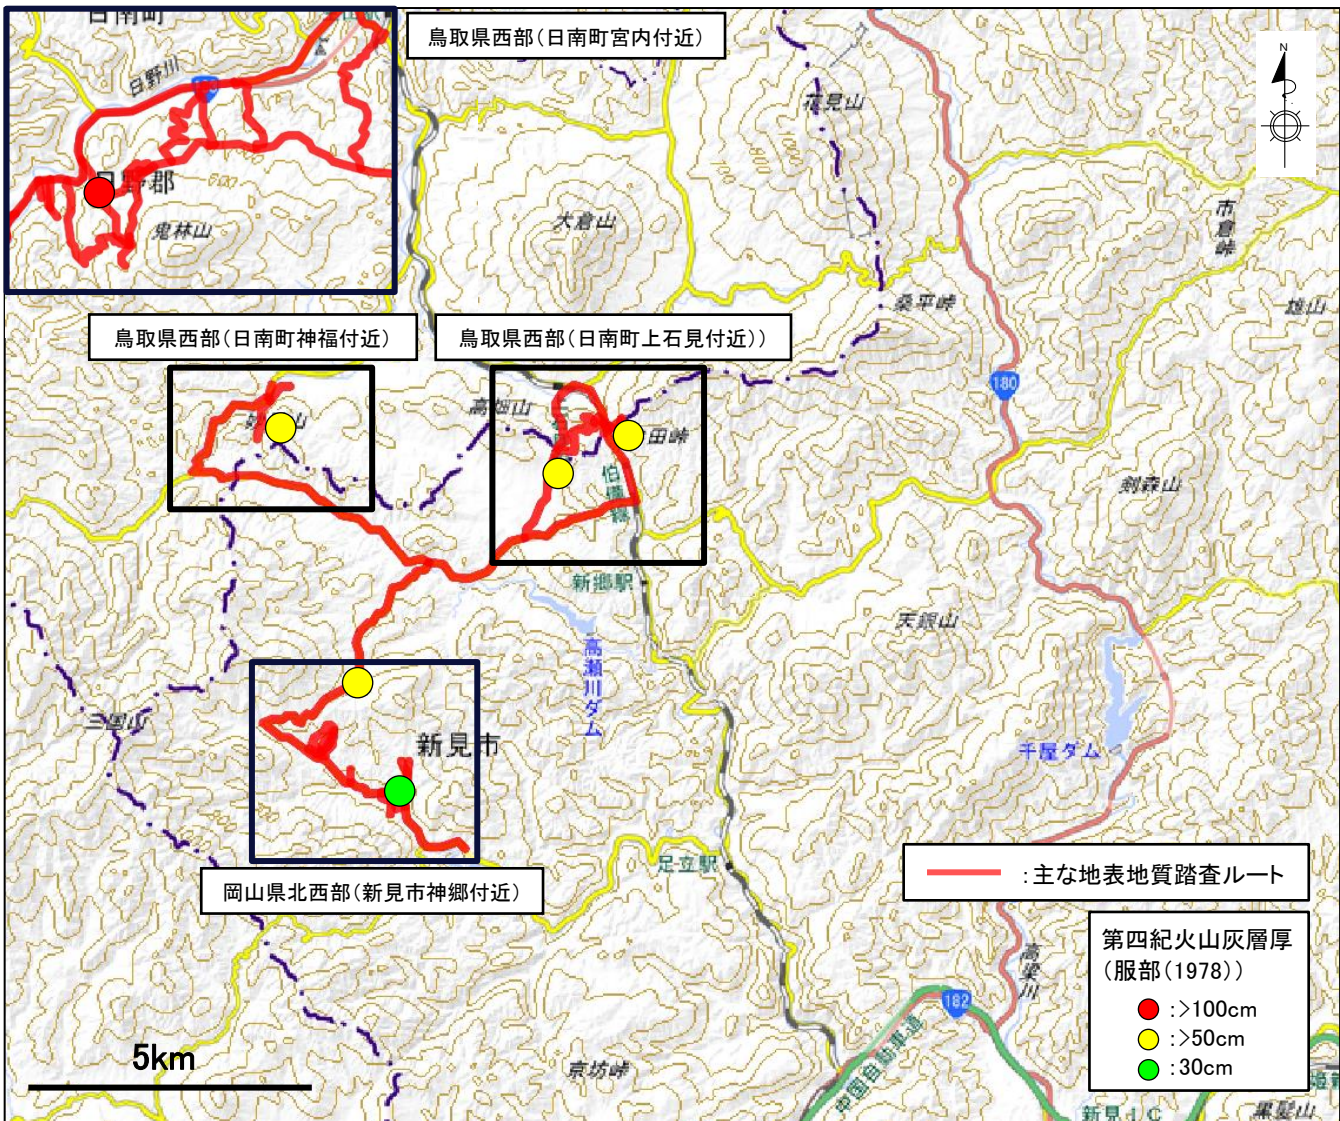 日南町
鳥取県西部(日南町宮内付近)
N
日野川
花見山
日野郡
鬼林山
大倉山
市倉峠
桑平峠
雄山
鳥取県西部(日南町神福付近)
鳥取県西部(日南町上石見付近))
180
高畑山
田峠
剣森山
伯備線
新郷駅
天銀山
高瀬川ダム
三国山
新見市
千屋ダム
足立駅
:主な地表地質踏査ルート
岡山県北西部(新見市神郷付近)
第四紀火山灰層厚
(服部(1978))
:>100cm
:>50cm
:30cm
高梁川
182
中国自動車道
5km
京坊峠
新見IC
黒髪山